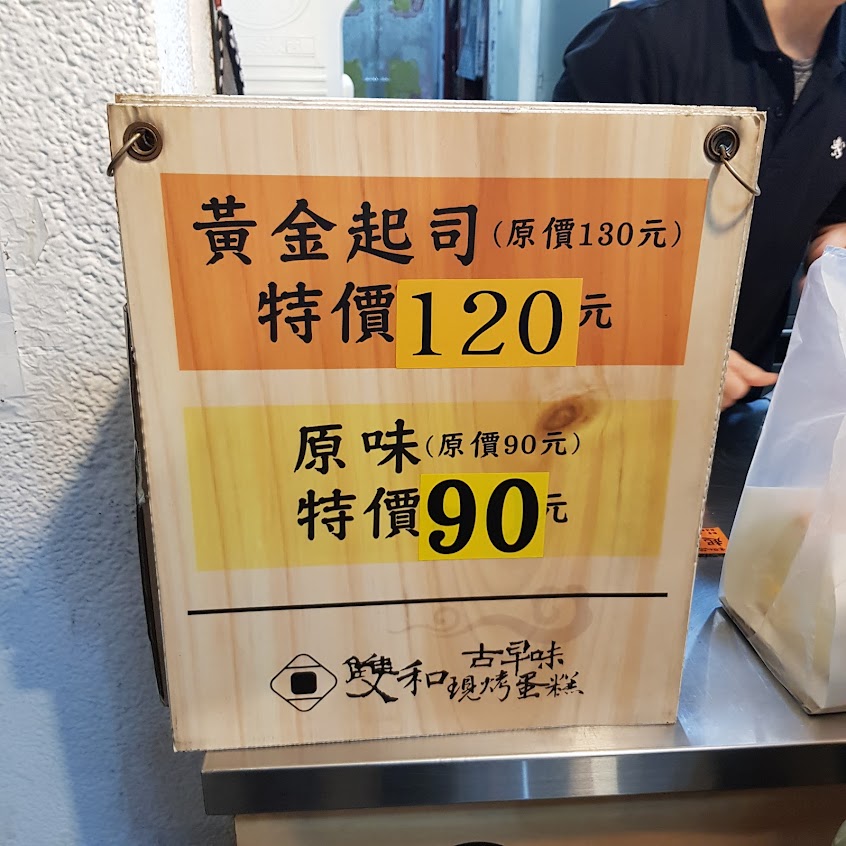 黃金起司(原價130元)
特價120元
原味(原價90元)
特價90元
雙和 古早味
現烤蛋糕